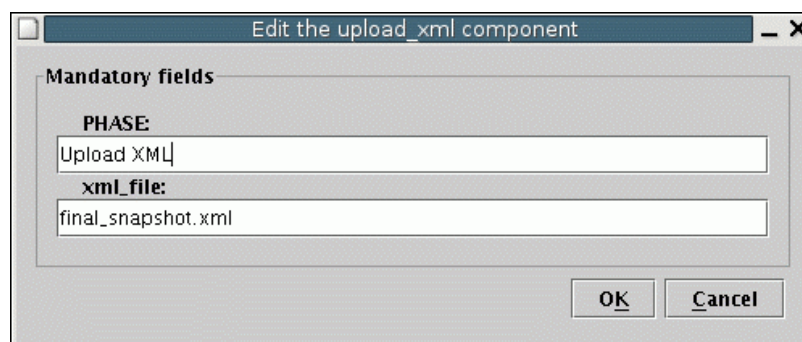 Edit the upload_xml component
Mandatory fields
PHASE:
Upload XML
xml_file:
final_snapshot.xml
OK Cancel